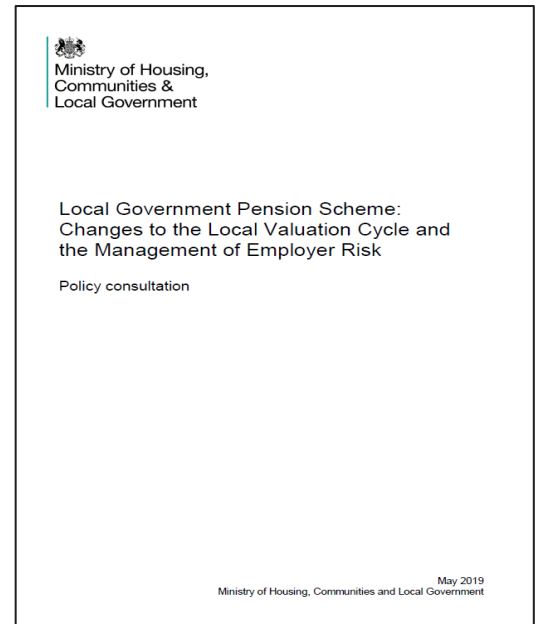 Ministry of Housing,
Communities &
Local Government
Local Government Pension Scheme:
Changes to the Local Valuation Cycle and
the Management of Employer Risk
Policy consultation
May 2019
Ministry of Housing, Communities and Local Government